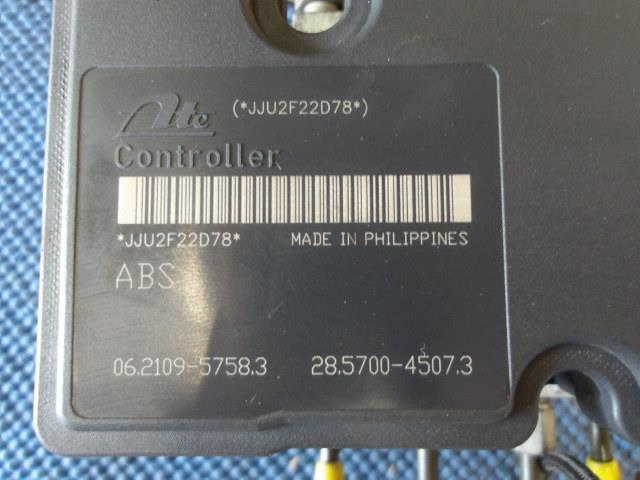 Ate (*JJU2F22D78*)
Controller
*JJU2F22D78* MADE IN PHILIPPINES
ABS
06.2109-5758.3 28.5700-4507.3